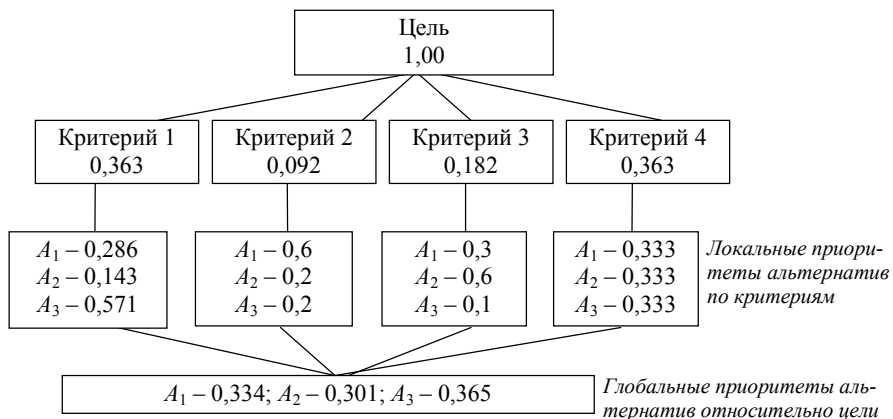 Цель
1,00
Критерий 1
0,363
Критерий 2
0,092
Критерий 3
0,182
Критерий 4
0,363
A₁ – 0,286
A₂ – 0,143
A₃ – 0,571
A₁ – 0,6
A₂ – 0,2
A₃ – 0,2
A₁ – 0,3
A₂ – 0,6
A₃ – 0,1
A₁ – 0,333
A₂ – 0,333
A₃ – 0,333
Локальные приори-
теты альтернатив
по критериям
A₁ – 0,334; A₂ – 0,301; A₃ – 0,365
Глобальные приоритеты аль-
тернатив относительно цели